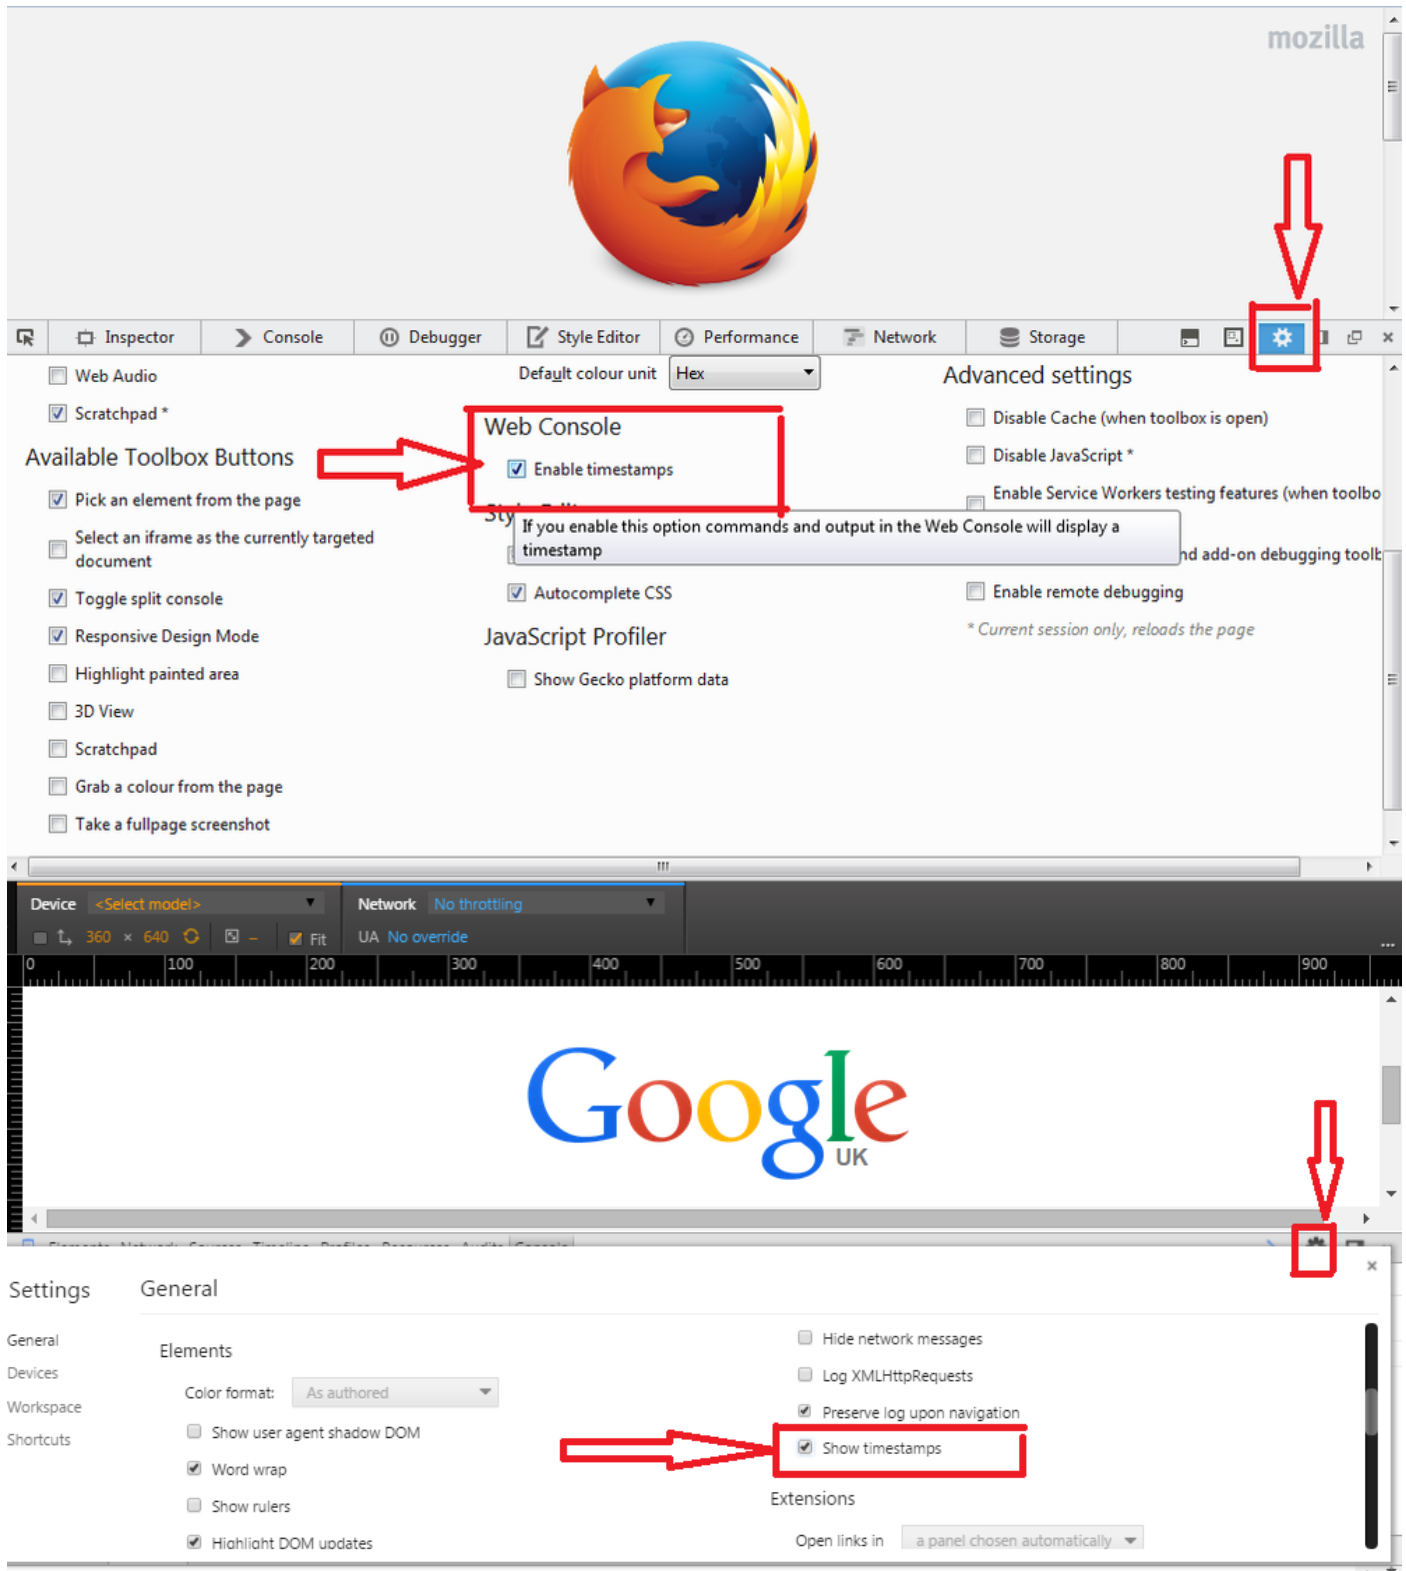 mozilla
Inspector
Console
Debugger
Style Editor
Performance
Network
Storage
Web Audio
Scratchpad *
Available Toolbox Buttons
Pick an element from the page
Select an iframe as the currently targeted
document
Toggle split console
Responsive Design Mode
Highlight painted area
3D View
Scratchpad
Grab a colour from the page
Take a fullpage screenshot
Default colour unit Hex
Web Console
Enable timestamps
If you enable this option commands and output in the Web Console will display a
timestamp
Autocomplete CSS
JavaScript Profiler
Show Gecko platform data
Advanced settings
Disable Cache (when toolbox is open)
Disable JavaScript *
Enable Service Workers testing features (when toolbo
add-on debugging toolb
Enable remote debugging
* Current session only, reloads the page
Device <Select model> Network No throttling
360 × 640 Fit UA No override
...
0 100 200 300 400 500 600 700 800 900
Google
UK
Elements Network Sources Timeline Profiles Resources Audits Console
Settings
General
Devices
Workspace
Shortcuts
General
Elements
Color format: As authored
Show user agent shadow DOM
Word wrap
Show rulers
Highlight DOM updates
Hide network messages
Log XMLHttpRequests
Preserve log upon navigation
Show timestamps
Extensions
Open links in a panel chosen automatically